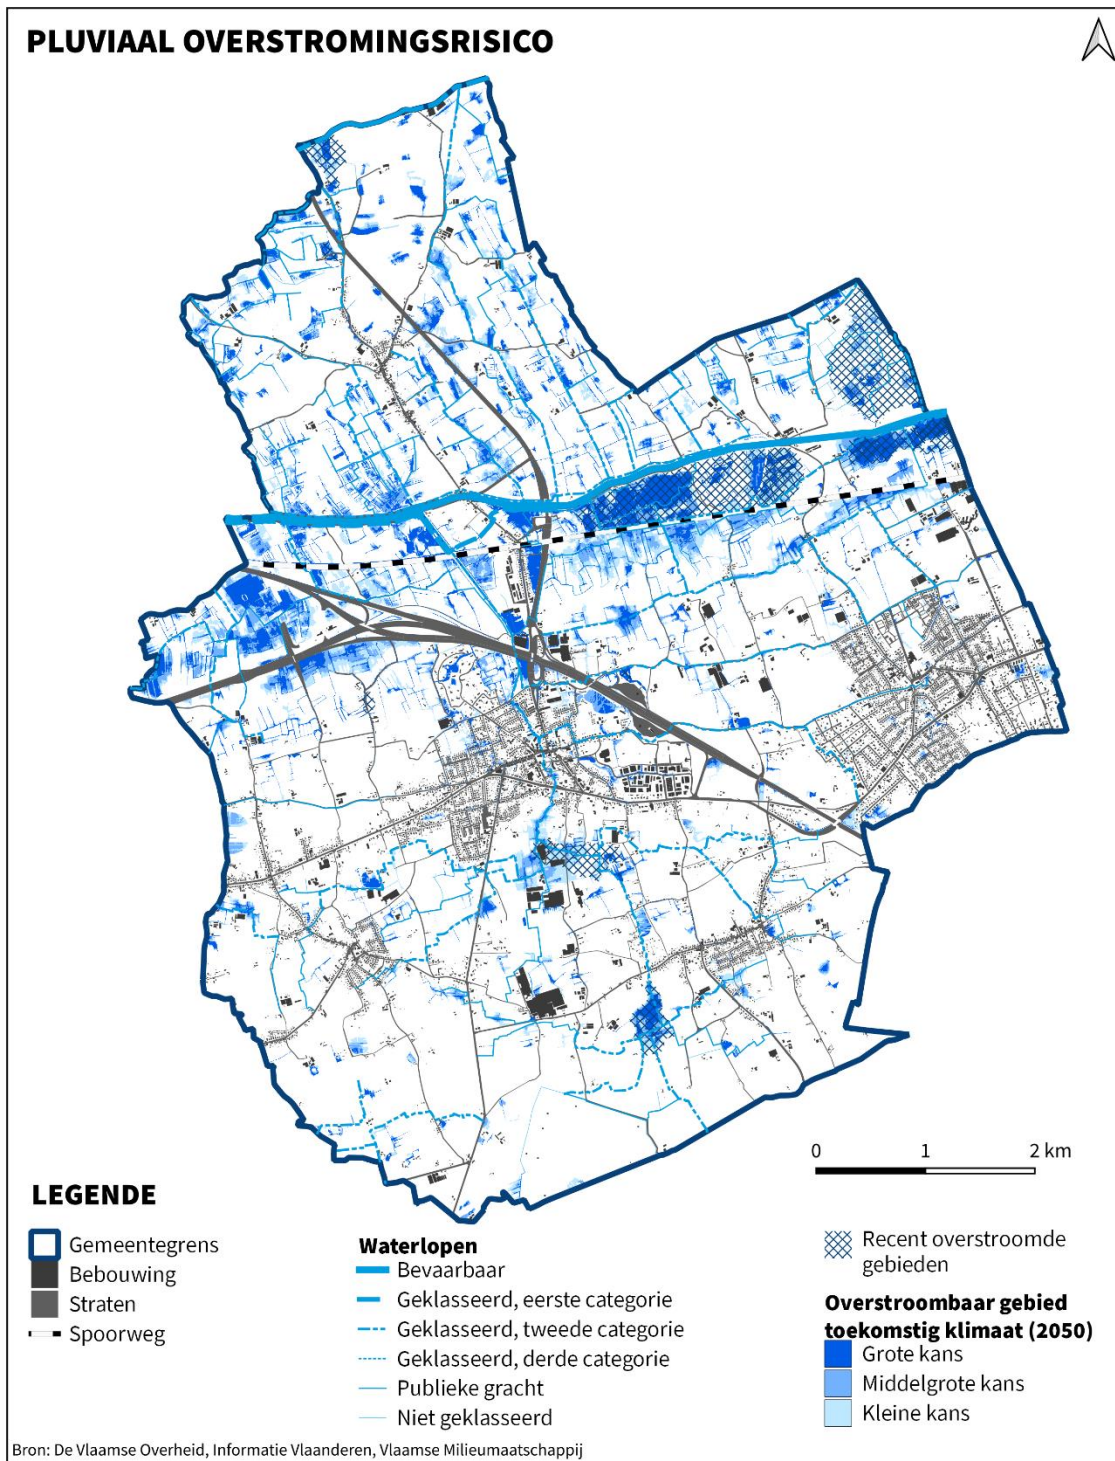 PLUVIAAL OVERSTROMINGSRISICO
0 1 2 km
LEGENDE
Gemeentegrens
Bebouwing
Straten
Spoorweg
Waterlopen
Bevaarbaar
Geklasseerd, eerste categorie
Geklasseerd, tweede categorie
Geklasseerd, derde categorie
Publieke gracht
Niet geklasseerd
Recent overstroomde
gebieden
Overstroombaar gebied
toekomstig klimaat (2050)
Grote kans
Middelgrote kans
Kleine kans
Bron: De Vlaamse Overheid, Informatie Vlaanderen, Vlaamse Milieumaatschappij